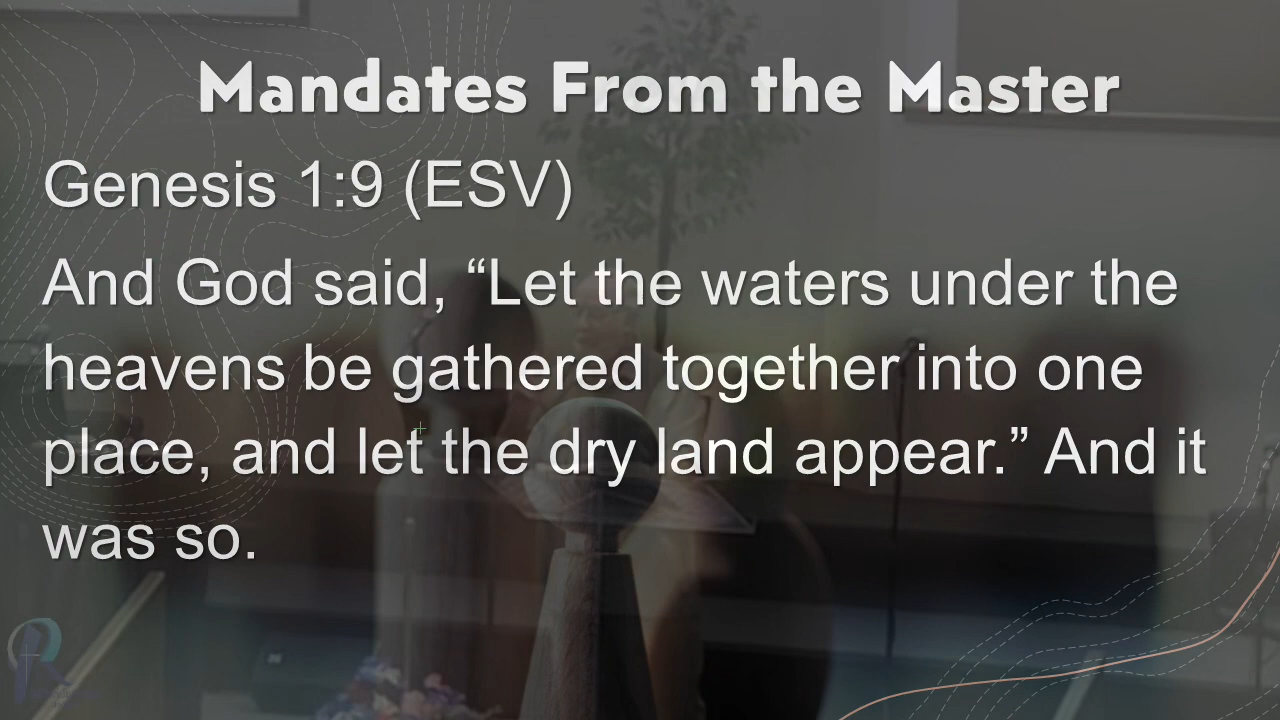 Mandates From the Master
Genesis 1:9 (ESV)
And God said, “Let the waters under the
heavens be gathered together into one
place, and let the dry land appear.” And it
was so.